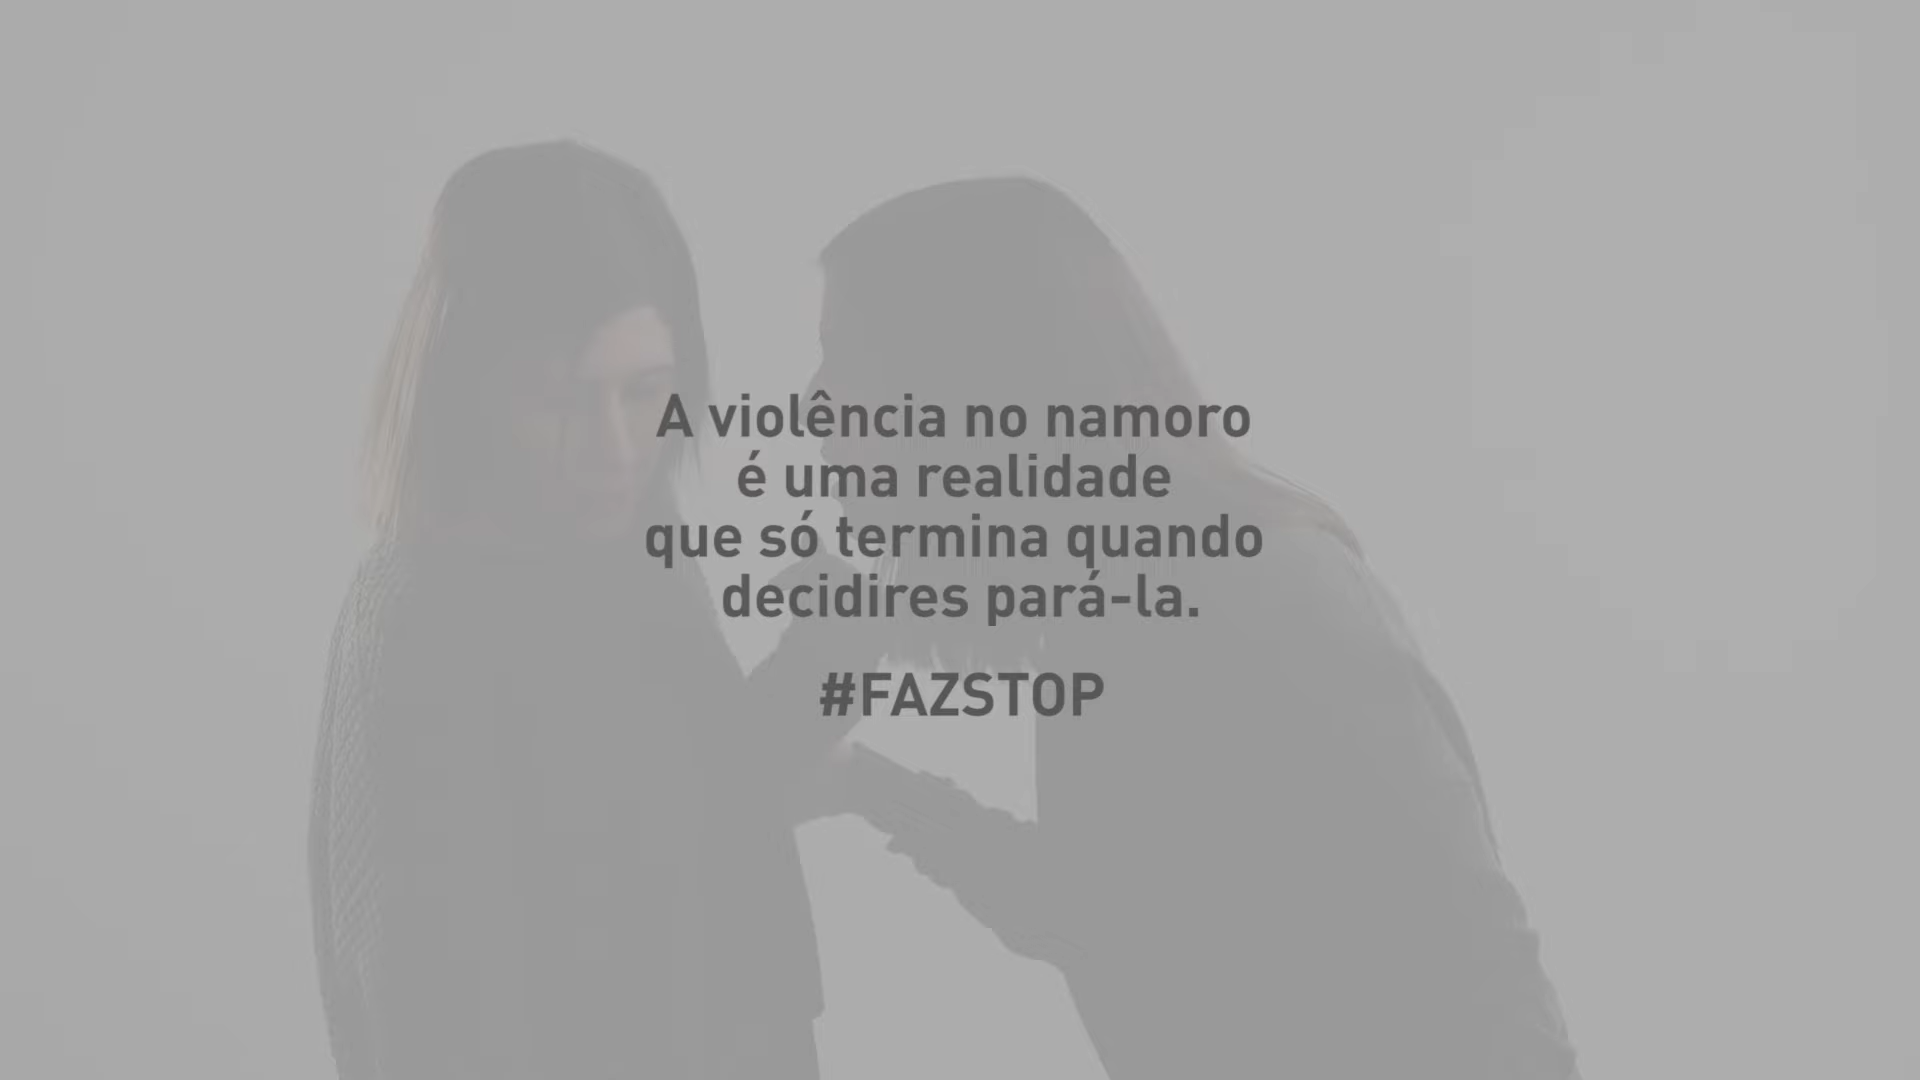 A violência no namoro
é uma realidade
que só termina quando
decidires pará-la.
#FAZSTOP